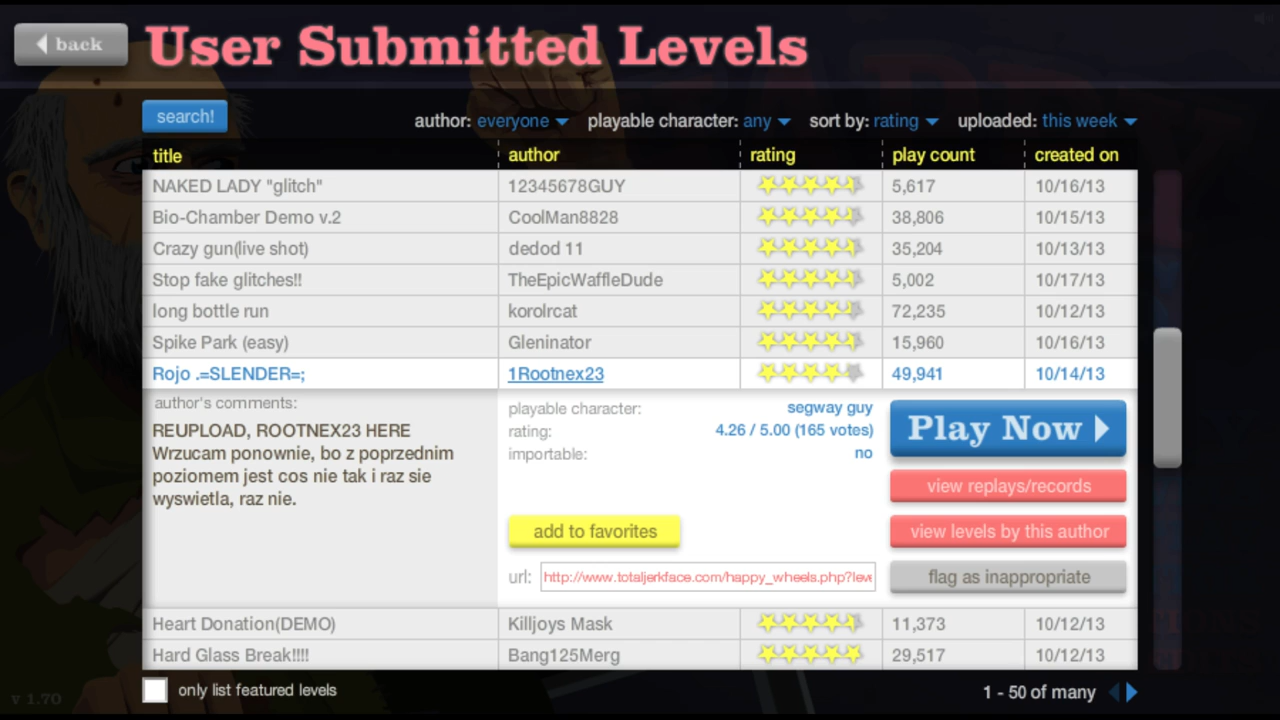 back
User Submitted Levels
search!
author: everyone playable character: any sort by: rating uploaded: this week
title author rating play count created on
NAKED LADY "glitch" 12345678GUY 5,617 10/16/13
Bio-Chamber Demo v.2 CoolMan8828 38,806 10/15/13
Crazy gun(live shot) dedod 11 35,204 10/13/13
Stop fake glitches!! TheEpicWaffleDude 5,002 10/17/13
long bottle run korolrcat 72,235 10/12/13
Spike Park (easy) Gleninator 15,960 10/16/13
Rojo .=SLENDER=; 1Rootnex23 49,941 10/14/13
author's comments:
REUPLOAD, ROOTNEX23 HERE
Wrzucam ponownie, bo z poprzednim
poziomem jest cos nie tak i raz sie
wyswietla, raz nie.
playable character: segway guy
rating: 4.26 / 5.00 (165 votes)
importable: no
add to favorites
url: http://www.totaljerkface.com/happy_wheels.php?leve
Play Now
view replays/records
view levels by this author
flag as inappropriate
Heart Donation(DEMO) Killjoys Mask 11,373 10/12/13
Hard Glass Break!!!! Bang125Merg 29,517 10/12/13
only list featured levels
1 - 50 of many
v 1.70